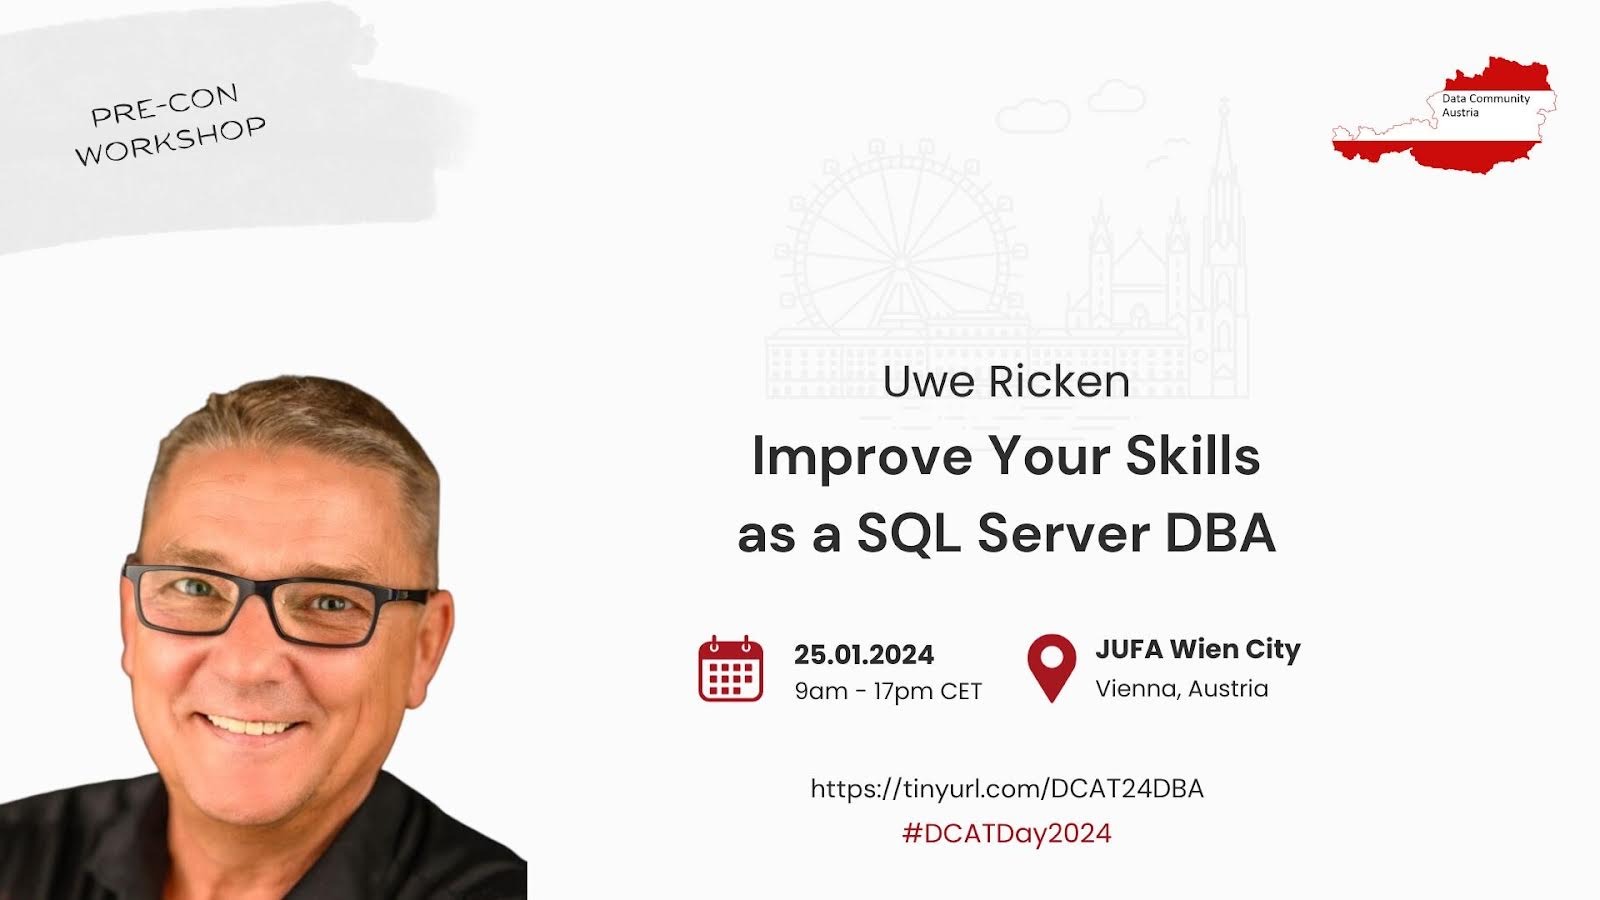 PRE-CON
WORKSHOP
Data Community
Austria
Uwe Ricken
Improve Your Skills
as a SQL Server DBA
25.01.2024
9am - 17pm CET
JUFA Wien City
Vienna, Austria
https://tinyurl.com/DCAT24DBA
#DCATDay2024